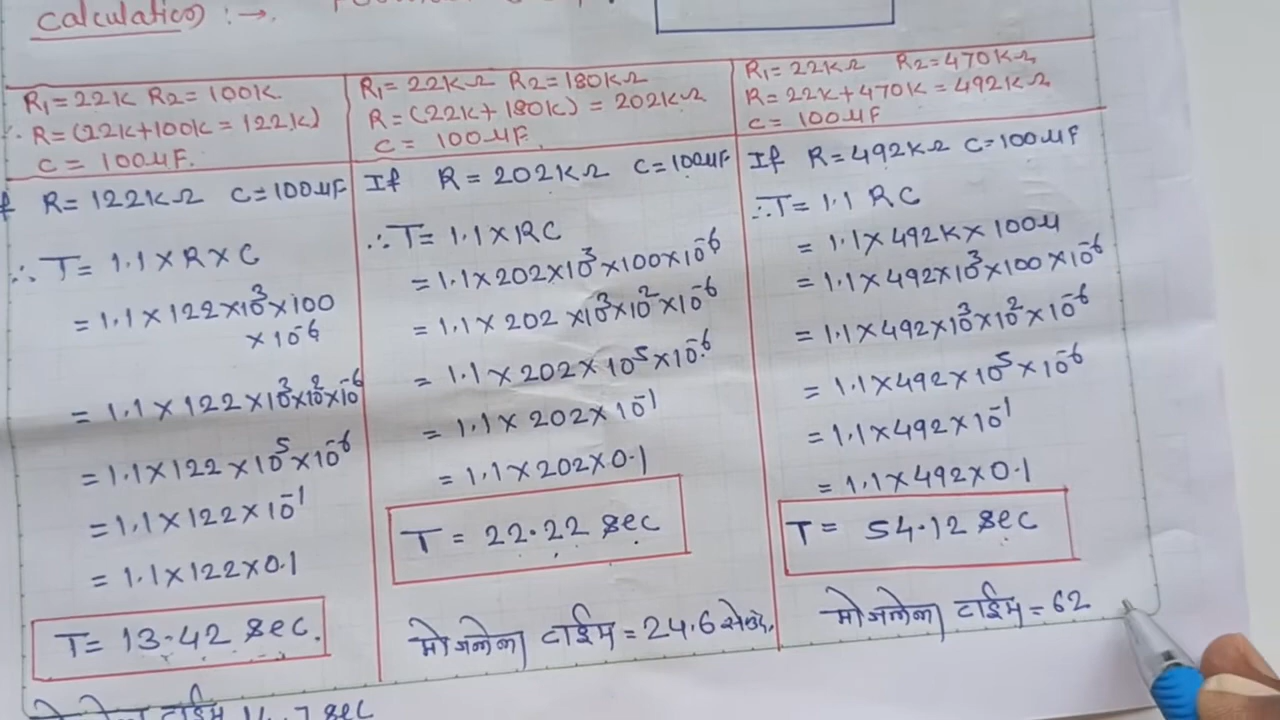 Calculation :→.
R1=22K R2=100K
∴ R=(22K+100K=122K)
C = 100μF.
R=122KΩ C=100μF
∴ T= 1.1×R×C
= 1.1×122×10³×100
×10⁻⁶
= 1.1×122×10³×10²×10⁻⁶
= 1.1×122×10⁵×10⁻⁶
= 1.1×122×10⁻¹
= 1.1×122×0.1
T= 13.42 sec.
टाईम
sec
R1=22KΩ R2=180KΩ
R=(22K+180K) = 202KΩ
C= 100μF.
If R=202KΩ C=100μF
∴T= 1.1×RC
= 1.1×202×10³×100×10⁻⁶
= 1.1×202×10³×10²×10⁻⁶
= 1.1×202×10⁵×10⁻⁶
= 1.1×202×10⁻¹
= 1.1×202×0.1
T= 22.22 sec
मोजलेला टाईम = 24.6 सेकंद.
R1=22KΩ R2=470KΩ
R=22K+470K=492KΩ
C=100μF
If R=492KΩ C=100μF
∴T= 1.1 RC
= 1.1×492K×100μ
= 1.1×492×10³×100×10⁻⁶
= 1.1×492×10³×10²×10⁻⁶
= 1.1×492×10⁵×10⁻⁶
= 1.1×492×10⁻¹
= 1.1×492×0.1
T= 54.12 sec
मोजलेला टाईम = 62